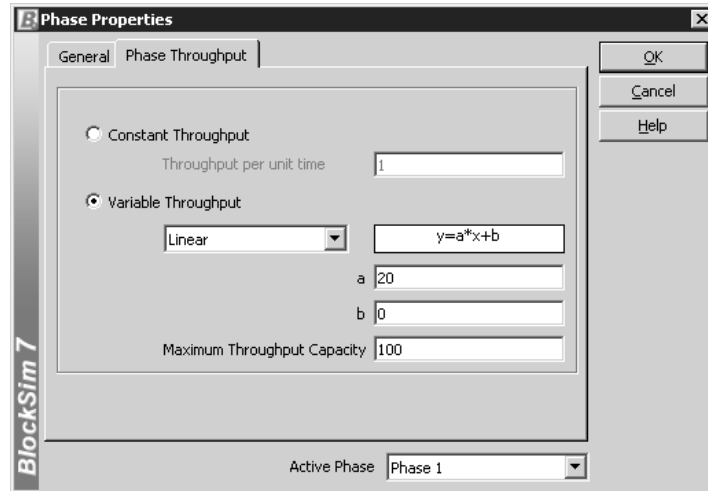 Phase Properties
General
Phase Throughput
OK
Cancel
Help
Constant Throughput
Throughput per unit time
1
Variable Throughput
Linear
y=a*x+b
a
20
b
0
Maximum Throughput Capacity
100
Active Phase
Phase 1
BlockSim 7